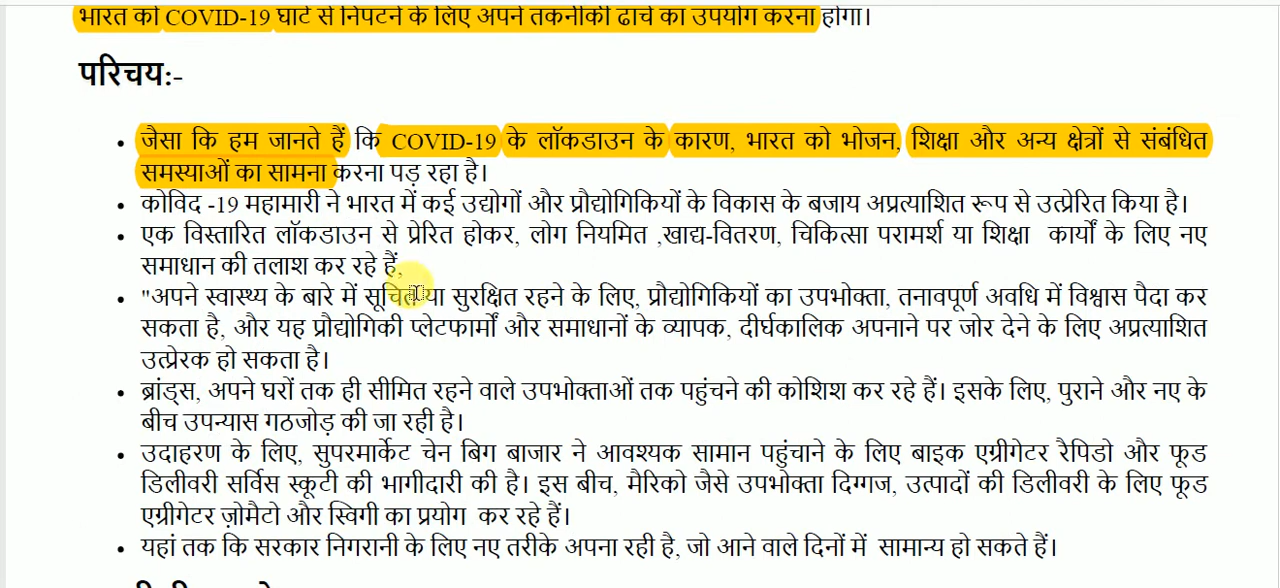 भारत को COVID-19 घाटे से निपटने के लिए अपने तकनीकी ढांचे का उपयोग करना होगा।
परिचय:-
• जैसा कि हम जानते हैं कि COVID-19 के लॉकडाउन के कारण, भारत को भोजन, शिक्षा और अन्य क्षेत्रों से संबंधित
समस्याओं का सामना करना पड़ रहा है।
• कोविद -19 महामारी ने भारत में कई उद्योगों और प्रौद्योगिकियों के विकास के बजाय अप्रत्याशित रूप से उत्प्रेरित किया है।
• एक विस्तारित लॉकडाउन से प्रेरित होकर, लोग नियमित ,खाद्य-वितरण, चिकित्सा परामर्श या शिक्षा कार्यों के लिए नए
समाधान की तलाश कर रहे हैं,
• "अपने स्वास्थ्य के बारे में सूचित या सुरक्षित रहने के लिए, प्रौद्योगिकियों का उपभोक्ता, तनावपूर्ण अवधि में विश्वास पैदा कर
सकता है, और यह प्रौद्योगिकी प्लेटफार्मों और समाधानों के व्यापक, दीर्घकालिक अपनाने पर जोर देने के लिए अप्रत्याशित
उत्प्रेरक हो सकता है।
• ब्रांड्स, अपने घरों तक ही सीमित रहने वाले उपभोक्ताओं तक पहुंचने की कोशिश कर रहे हैं। इसके लिए, पुराने और नए के
बीच उपन्यास गठजोड़ की जा रही है।
• उदाहरण के लिए, सुपरमार्केट चेन बिग बाजार ने आवश्यक सामान पहुंचाने के लिए बाइक एग्रीगेटर रैपिडो और फूड
डिलीवरी सर्विस स्कूटी की भागीदारी की है। इस बीच, मैरिको जैसे उपभोक्ता दिग्गज, उत्पादों की डिलीवरी के लिए फूड
एग्रीगेटर ज़ोमैटो और स्विगी का प्रयोग कर रहे हैं।
• यहां तक कि सरकार निगरानी के लिए नए तरीके अपना रही है, जो आने वाले दिनों में सामान्य हो सकते हैं।